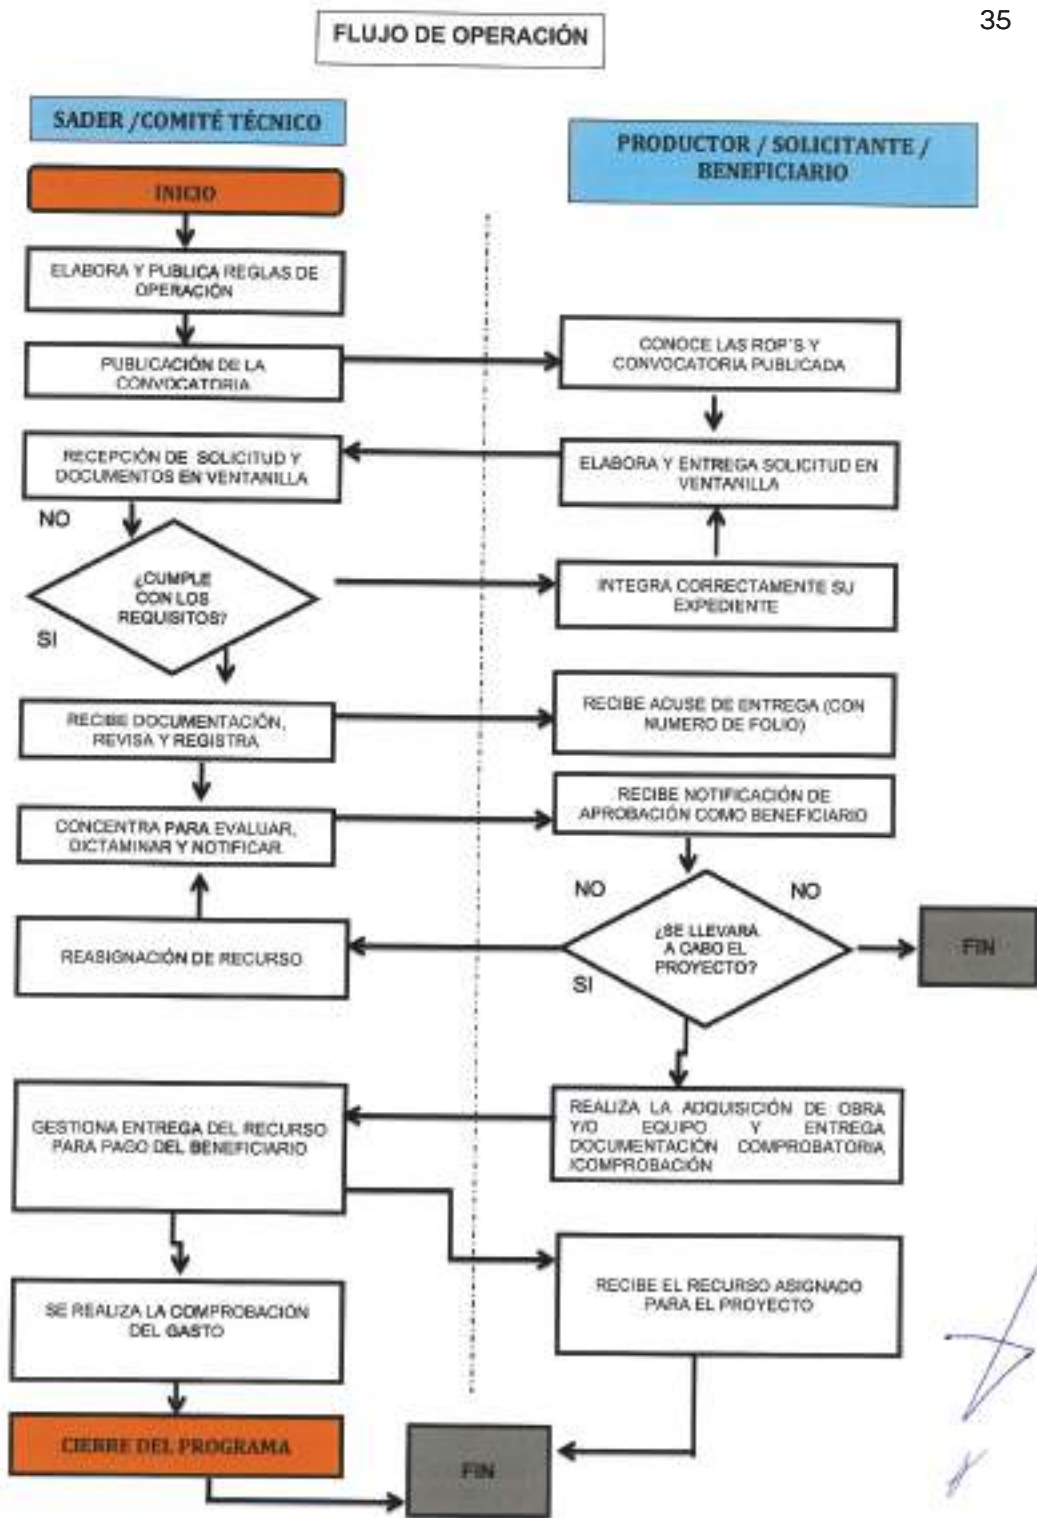 35
FLUJO DE OPERACIÓN
SADER /COMITÉ TÉCNICO
PRODUCTOR / SOLICITANTE /
BENEFICIARIO
INICIO
ELABORA Y PUBLICA REGLAS DE
OPERACIÓN
PUBLICACIÓN DE LA
CONVOCATORIA
CONOCE LAS ROP´S Y
CONVOCATORIA PUBLICADA
RECEPCIÓN DE SOLICITUD Y
DOCUMENTOS EN VENTANILLA
ELABORA Y ENTREGA SOLICITUD EN
VENTANILLA
NO
¿CUMPLE
CON LOS
REQUISITOS?
SI
INTEGRA CORRECTAMENTE SU
EXPEDIENTE
RECIBE DOCUMENTACIÓN,
REVISA Y REGISTRA
RECIBE ACUSE DE ENTREGA (CON
NUMERO DE FOLIO)
CONCENTRA PARA EVALUAR,
DICTAMINAR Y NOTIFICAR.
RECIBE NOTIFICACIÓN DE
APROBACIÓN COMO BENEFICIARIO
NO
NO
¿SE LLEVARA
A CABO EL
PROYECTO?
SI
FIN
REASIGNACIÓN DE RECURSO
REALIZA LA ADQUISICIÓN DE OBRA
Y/O EQUIPO Y ENTREGA
DOCUMENTACIÓN COMPROBATORIA
/COMPROBACIÓN
GESTIONA ENTREGA DEL RECURSO
PARA PAGO DEL BENEFICIARIO
RECIBE EL RECURSO ASIGNADO
PARA EL PROYECTO
SE REALIZA LA COMPROBACIÓN
DEL GASTO
CIERRE DEL PROGRAMA
FIN